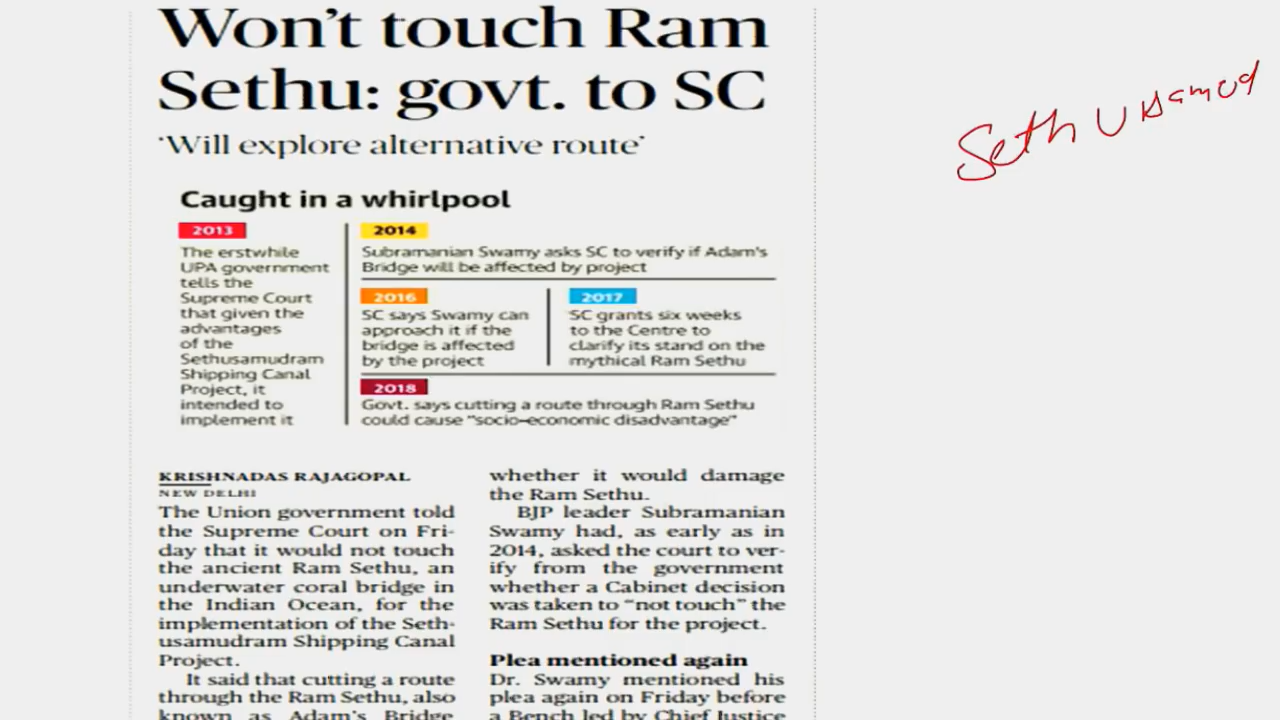 Won't touch Ram
Sethu: govt. to SC
'Will explore alternative route'
Caught in a whirlpool
2013
The erstwhile
UPA government
tells the
Supreme Court
that given the
advantages
of the
Sethusamudram
Shipping Canal
Project, it
intended to
implement it
2014
Subramanian Swamy asks SC to verify if Adam's
Bridge will be affected by project
2016
SC says Swamy can
approach it if the
bridge is affected
by the project
2017
SC grants six weeks
to the Centre to
clarify its stand on the
mythical Ram Sethu
2018
Govt. says cutting a route through Ram Sethu
could cause "socio-economic disadvantage"
KRISHNADAS RAJAGOPAL
NEW DELHI
The Union government told
the Supreme Court on Fri-
day that it would not touch
the ancient Ram Sethu, an
underwater coral bridge in
the Indian Ocean, for the
implementation of the Seth-
usamudram Shipping Canal
Project.
It said that cutting a route
through the Ram Sethu, also
known as Adam's Bridge
whether it would damage
the Ram Sethu.
BJP leader Subramanian
Swamy had, as early as in
2014, asked the court to ver-
ify from the government
whether a Cabinet decision
was taken to "not touch" the
Ram Sethu for the project.
Plea mentioned again
Dr. Swamy mentioned his
plea again on Friday before
a Bench led by Chief Justice
Sethusamud